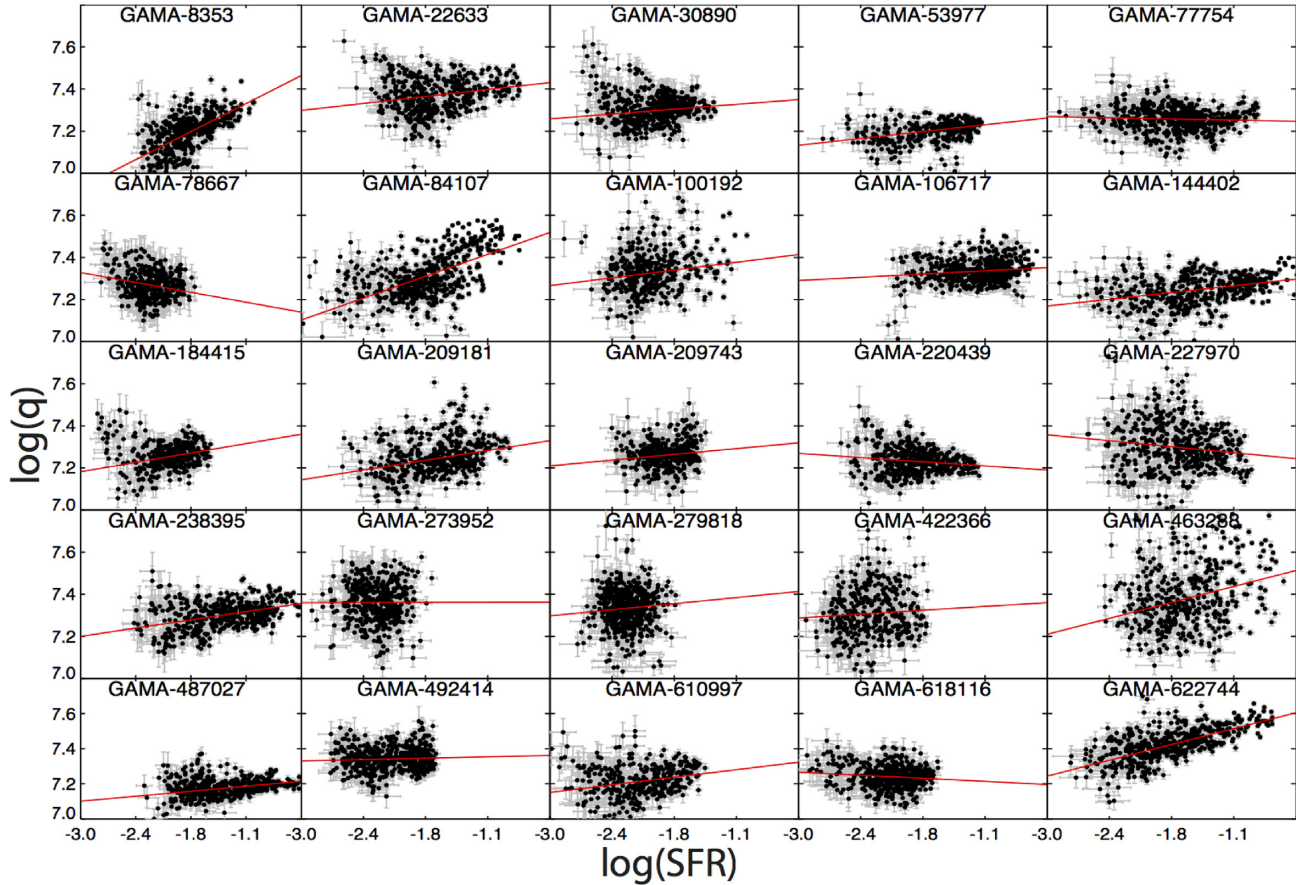 GAMA-8353 GAMA-22633 GAMA-30890 GAMA-53977 GAMA-77754
7.6
7.4
7.2
7.0
GAMA-78667 GAMA-84107 GAMA-100192 GAMA-106717 GAMA-144402
7.6
7.4
7.2
7.0
GAMA-184415 GAMA-209181 GAMA-209743 GAMA-220439 GAMA-227970
7.6
7.4
7.2
7.0
log(q)
GAMA-238395 GAMA-273952 GAMA-279818 GAMA-422366 GAMA-463288
7.6
7.4
7.2
7.0
GAMA-487027 GAMA-492414 GAMA-610997 GAMA-618116 GAMA-622744
7.6
7.4
7.2
7.0
-3.0 -2.4 -1.8 -1.1 -3.0 -2.4 -1.8 -1.1 -3.0 -2.4 -1.8 -1.1 -3.0 -2.4 -1.8 -1.1 -3.0 -2.4 -1.8 -1.1
log(SFR)